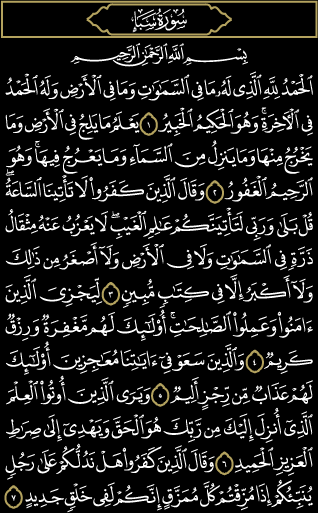 سُورَةُ سَبَإٍ
بِسْمِ ٱللَّهِ ٱلرَّحْمَٰنِ ٱلرَّحِيمِ
ٱلْحَمْدُ لِلَّهِ ٱلَّذِى لَهُۥ مَا فِى ٱلسَّمَٰوَٰتِ وَمَا فِى ٱلْأَرْضِ وَلَهُ ٱلْحَمْدُ
فِى ٱلْءَاخِرَةِ ۚ وَهُوَ ٱلْحَكِيمُ ٱلْخَبِيرُ ١ يَعْلَمُ مَا يَلِجُ فِى ٱلْأَرْضِ وَمَا
يَخْرُجُ مِنْهَا وَمَا يَنزِلُ مِنَ ٱلسَّمَآءِ وَمَا يَعْرُجُ فِيهَا ۚ وَهُوَ
ٱلرَّحِيمُ ٱلْغَفُورُ ٢ وَقَالَ ٱلَّذِينَ كَفَرُوا۟ لَا تَأْتِينَا ٱلسَّاعَةُ ۖ
قُلْ بَلَىٰ وَرَبِّى لَتَأْتِيَنَّكُمْ عَٰلِمِ ٱلْغَيْبِ ۖ لَا يَعْزُبُ عَنْهُ مِثْقَالُ
ذَرَّةٍ فِى ٱلسَّمَٰوَٰتِ وَلَا فِى ٱلْأَرْضِ وَلَآ أَصْغَرُ مِن ذَٰلِكَ
وَلَآ أَكْبَرُ إِلَّا فِى كِتَٰبٍ مُّبِينٍ ٣ لِّيَجْزِىَ ٱلَّذِينَ
ءَامَنُوا۟ وَعَمِلُوا۟ ٱلصَّٰلِحَٰتِ ۚ أُو۟لَٰٓئِكَ لَهُم مَّغْفِرَةٌ وَرِزْقٌ
كَرِيمٌ ٤ وَٱلَّذِينَ سَعَوْ فِىٓ ءَايَٰتِنَا مُعَٰجِزِينَ أُو۟لَٰٓئِكَ
لَهُمْ عَذَابٌ مِّن رِّجْزٍ أَلِيمٌ ٥ وَيَرَى ٱلَّذِينَ أُوتُوا۟ ٱلْعِلْمَ
ٱلَّذِىٓ أُنزِلَ إِلَيْكَ مِن رَّبِّكَ هُوَ ٱلْحَقَّ وَيَهْدِىٓ إِلَىٰ صِرَٰطِ
ٱلْعَزِيزِ ٱلْحَمِيدِ ٦ وَقَالَ ٱلَّذِينَ كَفَرُوا۟ هَلْ نَدُلُّكُمْ عَلَىٰ رَجُلٍ
يُنَبِّئُكُمْ إِذَا مُزِّقْتُمْ كُلَّ مُمَزَّقٍ إِنَّكُمْ لَفِى خَلْقٍ جَدِيدٍ ٧